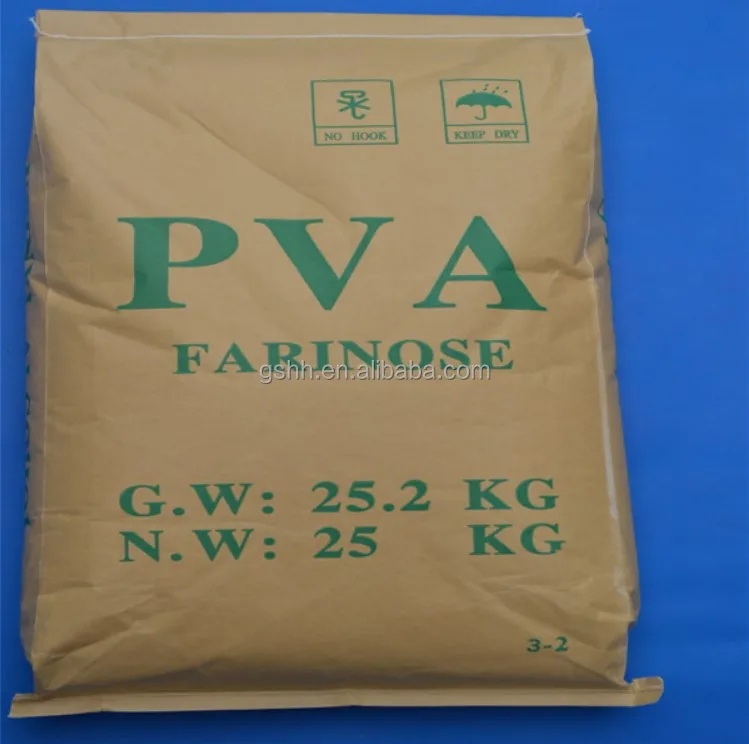 NO HOOK
KEEP DRY
PVA
FARINOSE
gshh.en.alibaba.com
G.W: 25.2 KG
N.W: 25 KG
3-2